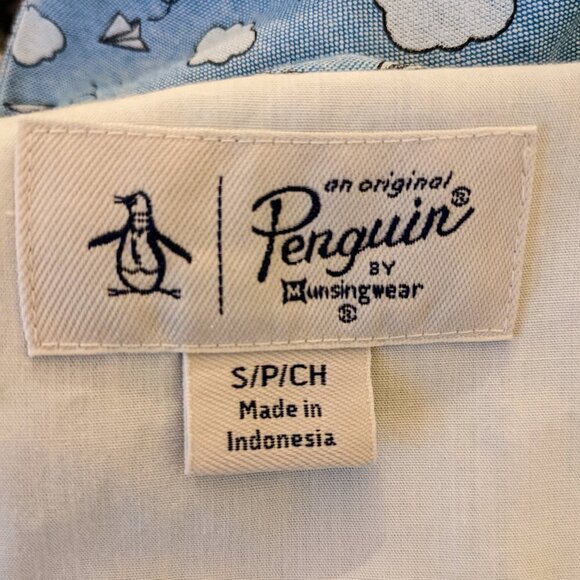 an original
Penguin®
BY
Munsingwear
®
S/P/CH
Made in
Indonesia